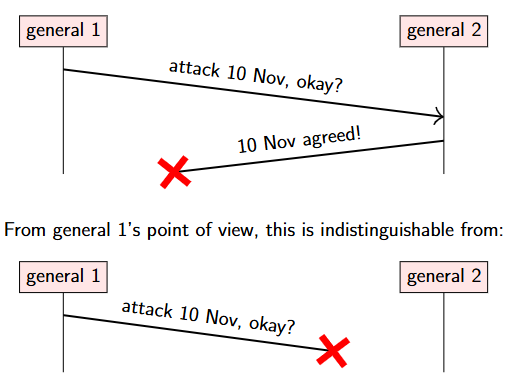 general 1
general 2
attack 10 Nov, okay?
10 Nov agreed!
From general 1's point of view, this is indistinguishable from:
general 1
general 2
attack 10 Nov, okay?